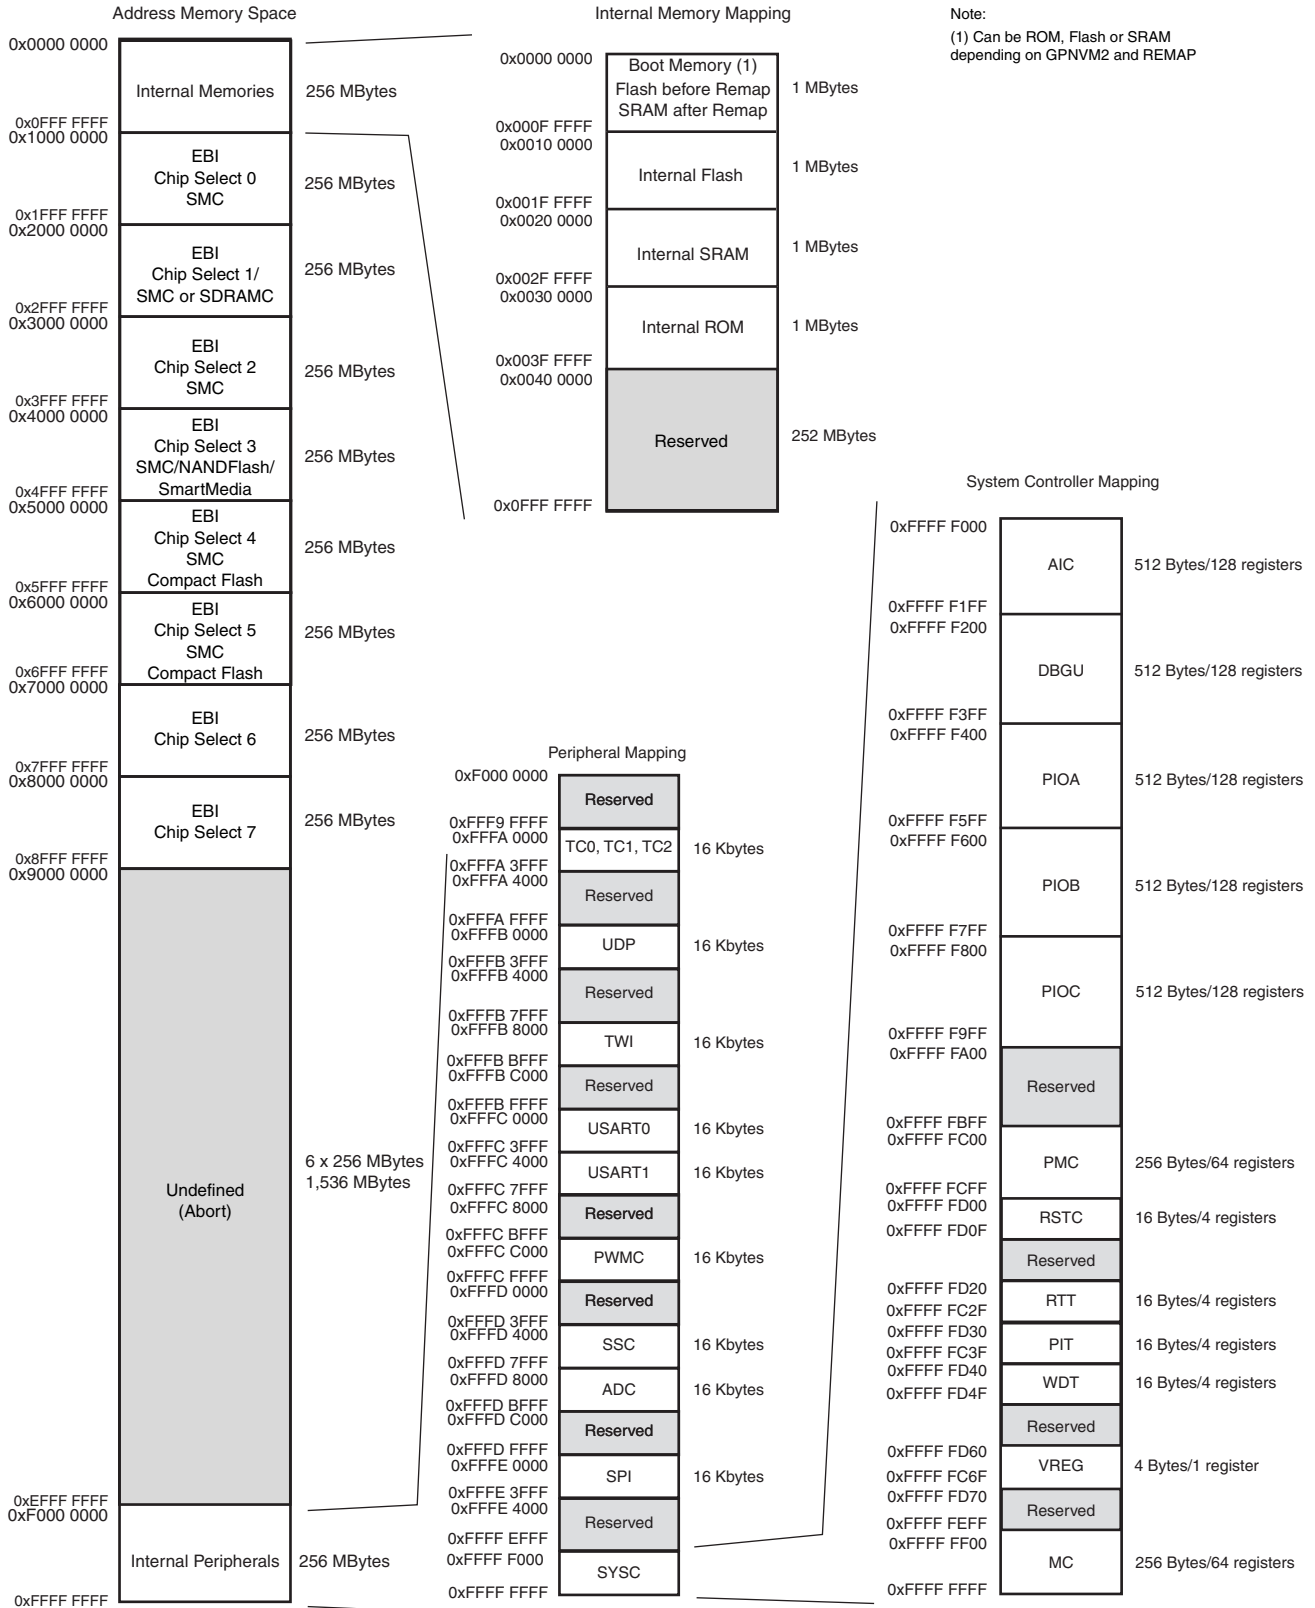 Address Memory Space
0x0000 0000
Internal Memories
256 MBytes
0x0FFF FFFF
0x1000 0000
EBI
Chip Select 0
SMC
256 MBytes
0x1FFF FFFF
0x2000 0000
EBI
Chip Select 1/
SMC or SDRAMC
256 MBytes
0x2FFF FFFF
0x3000 0000
EBI
Chip Select 2
SMC
256 MBytes
0x3FFF FFFF
0x4000 0000
EBI
Chip Select 3
SMC/NANDFlash/
SmartMedia
256 MBytes
0x4FFF FFFF
0x5000 0000
EBI
Chip Select 4
SMC
Compact Flash
256 MBytes
0x5FFF FFFF
0x6000 0000
EBI
Chip Select 5
SMC
Compact Flash
256 MBytes
0x6FFF FFFF
0x7000 0000
EBI
Chip Select 6
256 MBytes
0x7FFF FFFF
0x8000 0000
EBI
Chip Select 7
256 MBytes
0x8FFF FFFF
0x9000 0000
Undefined
(Abort)
6 x 256 MBytes
1,536 MBytes
0xEFFF FFFF
0xF000 0000
Internal Peripherals
256 MBytes
0xFFFF FFFF
Internal Memory Mapping
0x0000 0000
Boot Memory (1)
Flash before Remap
SRAM after Remap
1 MBytes
0x000F FFFF
0x0010 0000
Internal Flash
1 MBytes
0x001F FFFF
0x0020 0000
Internal SRAM
1 MBytes
0x002F FFFF
0x0030 0000
Internal ROM
1 MBytes
0x003F FFFF
0x0040 0000
Reserved
252 MBytes
0x0FFF FFFF
Note:
(1) Can be ROM, Flash or SRAM
depending on GPNVM2 and REMAP
Peripheral Mapping
0xF000 0000
Reserved
0xFFF9 FFFF
0xFFFA 0000
TC0, TC1, TC2
16 Kbytes
0xFFFA 3FFF
0xFFFA 4000
Reserved
0xFFFA FFFF
0xFFFB 0000
UDP
16 Kbytes
0xFFFB 3FFF
0xFFFB 4000
Reserved
0xFFFB 7FFF
0xFFFB 8000
TWI
16 Kbytes
0xFFFB BFFF
0xFFFB C000
Reserved
0xFFFB FFFF
0xFFFC 0000
USART0
16 Kbytes
0xFFFC 3FFF
0xFFFC 4000
USART1
16 Kbytes
0xFFFC 7FFF
0xFFFC 8000
Reserved
0xFFFC BFFF
0xFFFC C000
PWMC
16 Kbytes
0xFFFC FFFF
0xFFFD 0000
Reserved
0xFFFD 3FFF
0xFFFD 4000
SSC
16 Kbytes
0xFFFD 7FFF
0xFFFD 8000
ADC
16 Kbytes
0xFFFD BFFF
0xFFFD C000
Reserved
0xFFFD FFFF
0xFFFE 0000
SPI
16 Kbytes
0xFFFE 3FFF
0xFFFE 4000
Reserved
0xFFFF EFFF
0xFFFF F000
SYSC
0xFFFF FFFF
System Controller Mapping
0xFFFF F000
AIC
512 Bytes/128 registers
0xFFFF F1FF
0xFFFF F200
DBGU
512 Bytes/128 registers
0xFFFF F3FF
0xFFFF F400
PIOA
512 Bytes/128 registers
0xFFFF F5FF
0xFFFF F600
PIOB
512 Bytes/128 registers
0xFFFF F7FF
0xFFFF F800
PIOC
512 Bytes/128 registers
0xFFFF F9FF
0xFFFF FA00
Reserved
0xFFFF FBFF
0xFFFF FC00
PMC
256 Bytes/64 registers
0xFFFF FCFF
0xFFFF FD00
RSTC
16 Bytes/4 registers
0xFFFF FD0F
Reserved
0xFFFF FD20
RTT
16 Bytes/4 registers
0xFFFF FC2F
0xFFFF FD30
PIT
16 Bytes/4 registers
0xFFFF FC3F
0xFFFF FD40
WDT
16 Bytes/4 registers
0xFFFF FD4F
Reserved
0xFFFF FD60
VREG
4 Bytes/1 register
0xFFFF FC6F
0xFFFF FD70
Reserved
0xFFFF FEFF
0xFFFF FF00
MC
256 Bytes/64 registers
0xFFFF FFFF